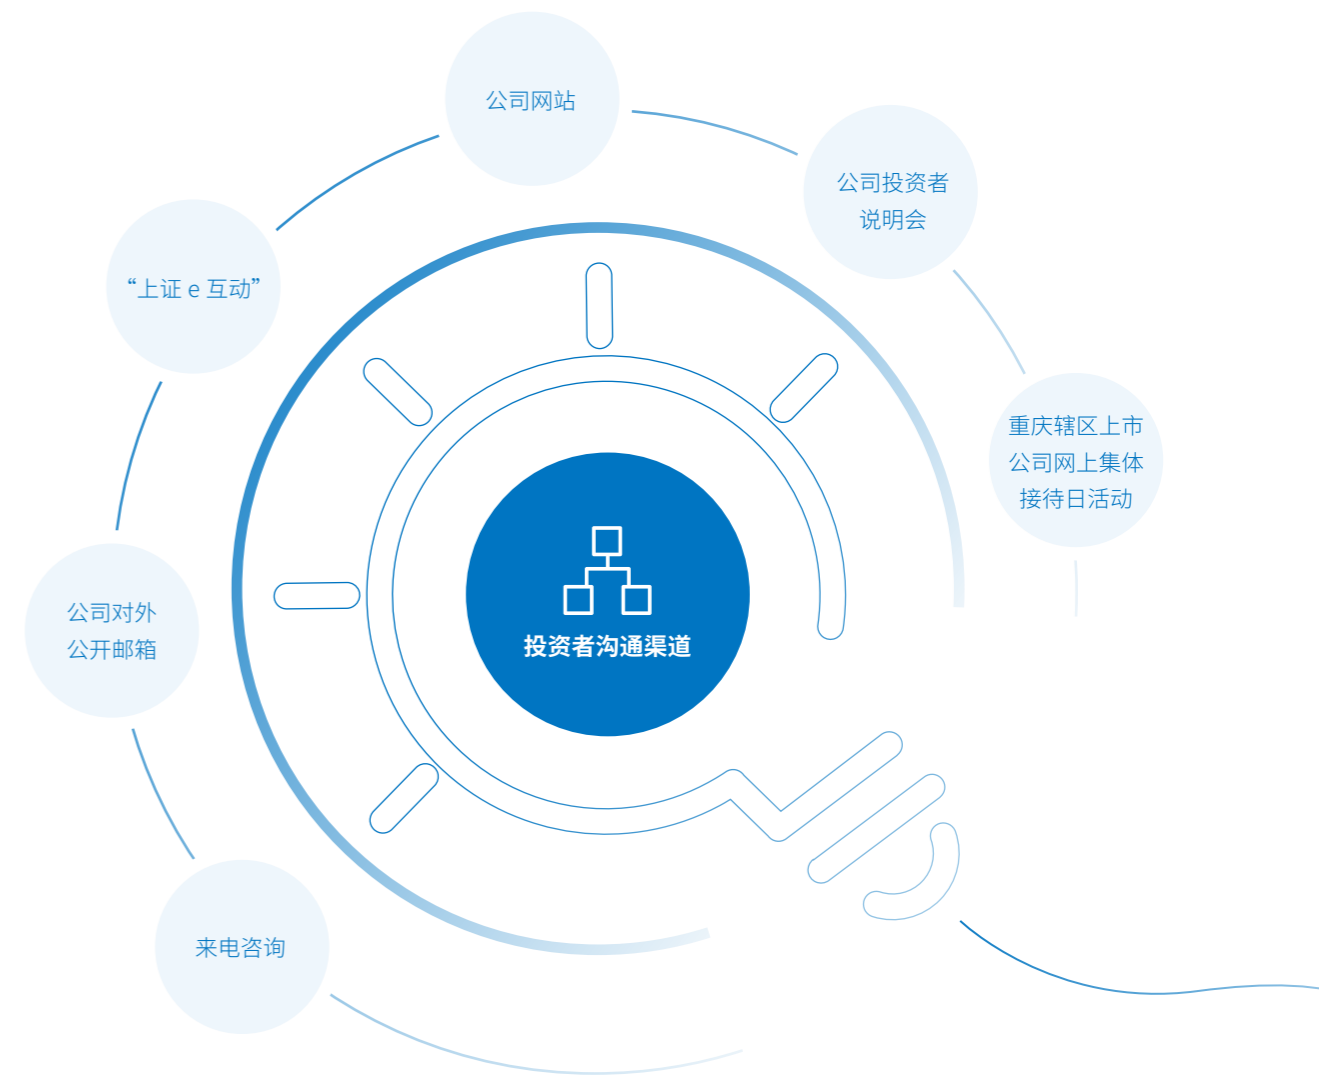 公司网站
公司投资者
说明会
“上证 e 互动”
重庆辖区上市
公司网上集体
接待日活动
公司对外
公开邮箱
投资者沟通渠道
来电咨询